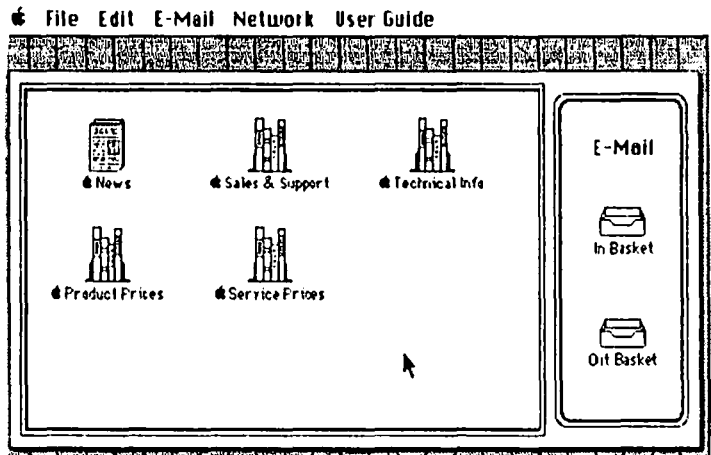 File Edit E-Mail Network User Guide
E-Mail
 News
 Sales & Support
 Technical Info
In Basket
 Product Prices
 Service Prices
Out Basket